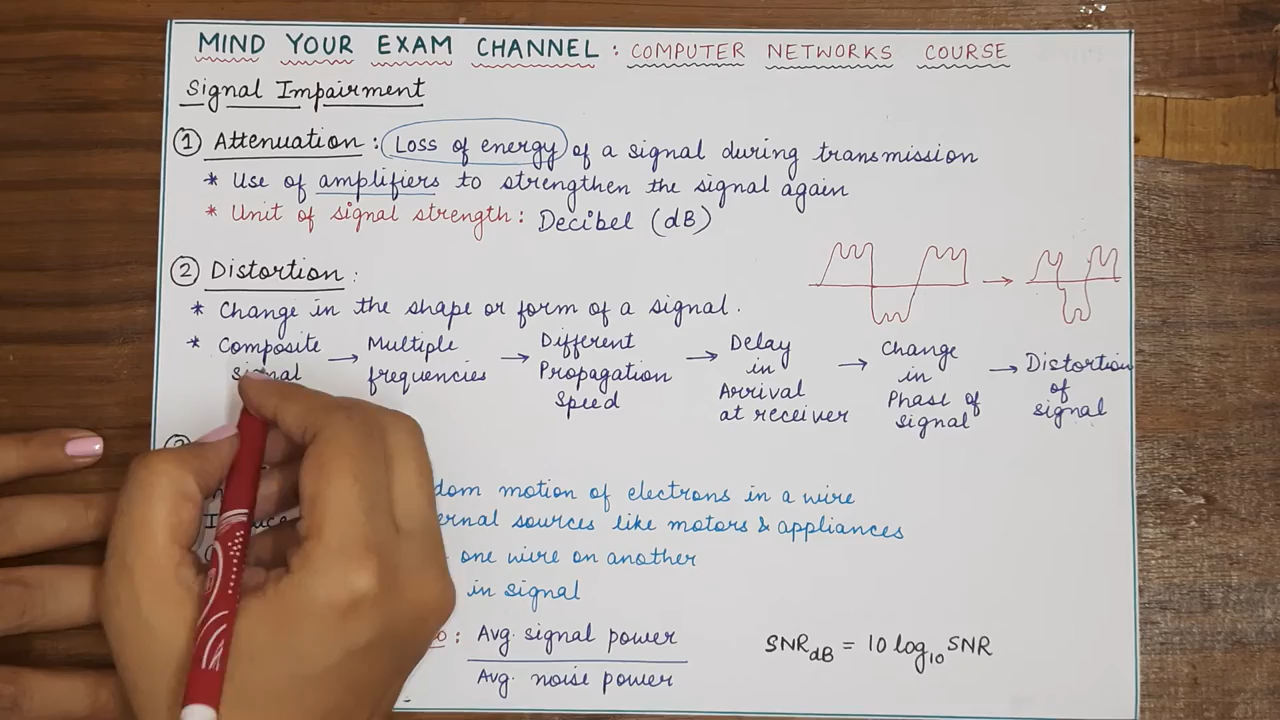 MIND YOUR EXAM CHANNEL : COMPUTER NETWORKS COURSE
Signal Impairment
① Attenuation : Loss of energy of a signal during transmission
* Use of amplifiers to strengthen the signal again
* Unit of signal strength : Decibel (dB)
② Distortion :
* Change in the shape or form of a signal.
* Composite signal → Multiple frequencies → Different Propagation Speed → Delay in Arrival at receiver → Change in Phase of signal → Distortion of signal
motion of electrons in a wire
sources like motors & appliances
one wire on another
in signal
: Avg. signal power
Avg. noise power
SNRdB = 10 log10 SNR